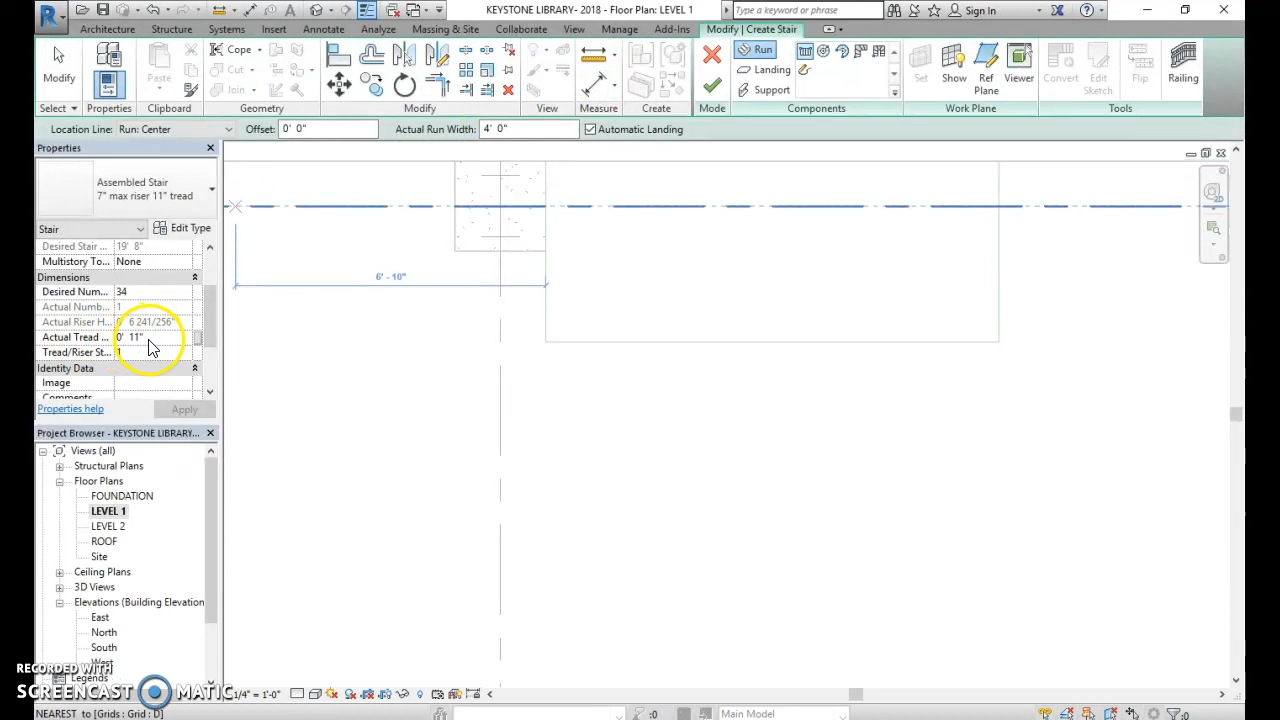 KEYSTONE LIBRARY - 2018 - Floor Plan: LEVEL 1
Type a keyword or phrase
Sign In
Architecture Structure Systems Insert Annotate Analyze Massing & Site Collaborate View Manage Add-Ins Modify | Create Stair
Modify
Paste
Cope
Cut
Join
Run
Landing
Support
Set Show Ref Plane Viewer
Convert Edit Sketch Flip Railing
Select Properties Clipboard Geometry Modify View Measure Create Mode Components Work Plane Tools
Location Line: Run: Center Offset: 0' 0" Actual Run Width: 4' 0" Automatic Landing
Properties
Assembled Stair
7" max riser 11" tread
Stair Edit Type
Desired Stair ... 19' 8"
Multistory To... None
Dimensions
Desired Num... 34
Actual Numb... 1
Actual Riser H... 6 241/256"
Actual Tread ... 0' 11"
Tread/Riser St... 1
Identity Data
Image
Comments
Properties help Apply
6' - 10"
Project Browser - KEYSTONE LIBRARY...
Views (all)
Structural Plans
Floor Plans
FOUNDATION
LEVEL 1
LEVEL 2
ROOF
Site
Ceiling Plans
3D Views
Elevations (Building Elevation
East
North
South
West
Legends
RECORDED WITH
SCREENCAST MATIC
1/4" = 1'-0"
2D
NEAREST to [Grids : Grid : D]
:0 Main Model :0